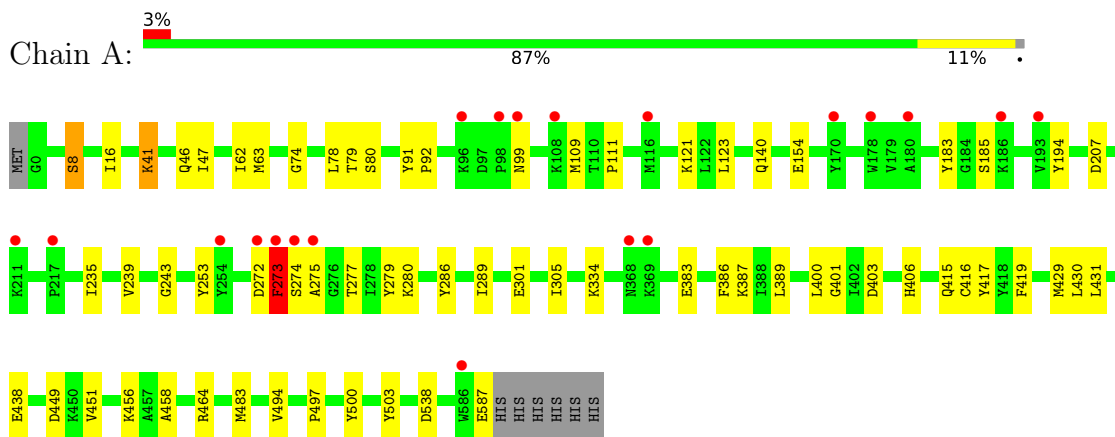 3%
Chain A:
87% 11% •
MET G0 S8 I16 K41 Q46 I47 I62 M63 G74 L78 T79 S80 Y91 P92 K96 D97 P98 N99 K108 M109 T110 P111 M116 K121 L122 L123 Q140 E154 Y170 W178 V179 A180 Y183 G184 S185 K186 V193 Y194 D207
K211 P217 I235 V239 G243 Y253 Y254 D272 F273 S274 A275 G276 T277 I278 Y279 K280 Y286 I289 E301 I305 K334 N368 K369 E383 F386 K387 I388 L389 L400 G401 I402 D403 H406 Q415 C416 Y417 Y418 F419 M429 L430 L431
E438 D449 K450 V451 K456 A457 A458 R464 M483 V494 P497 Y500 Y503 D538 W586 E587 HIS HIS HIS HIS HIS HIS